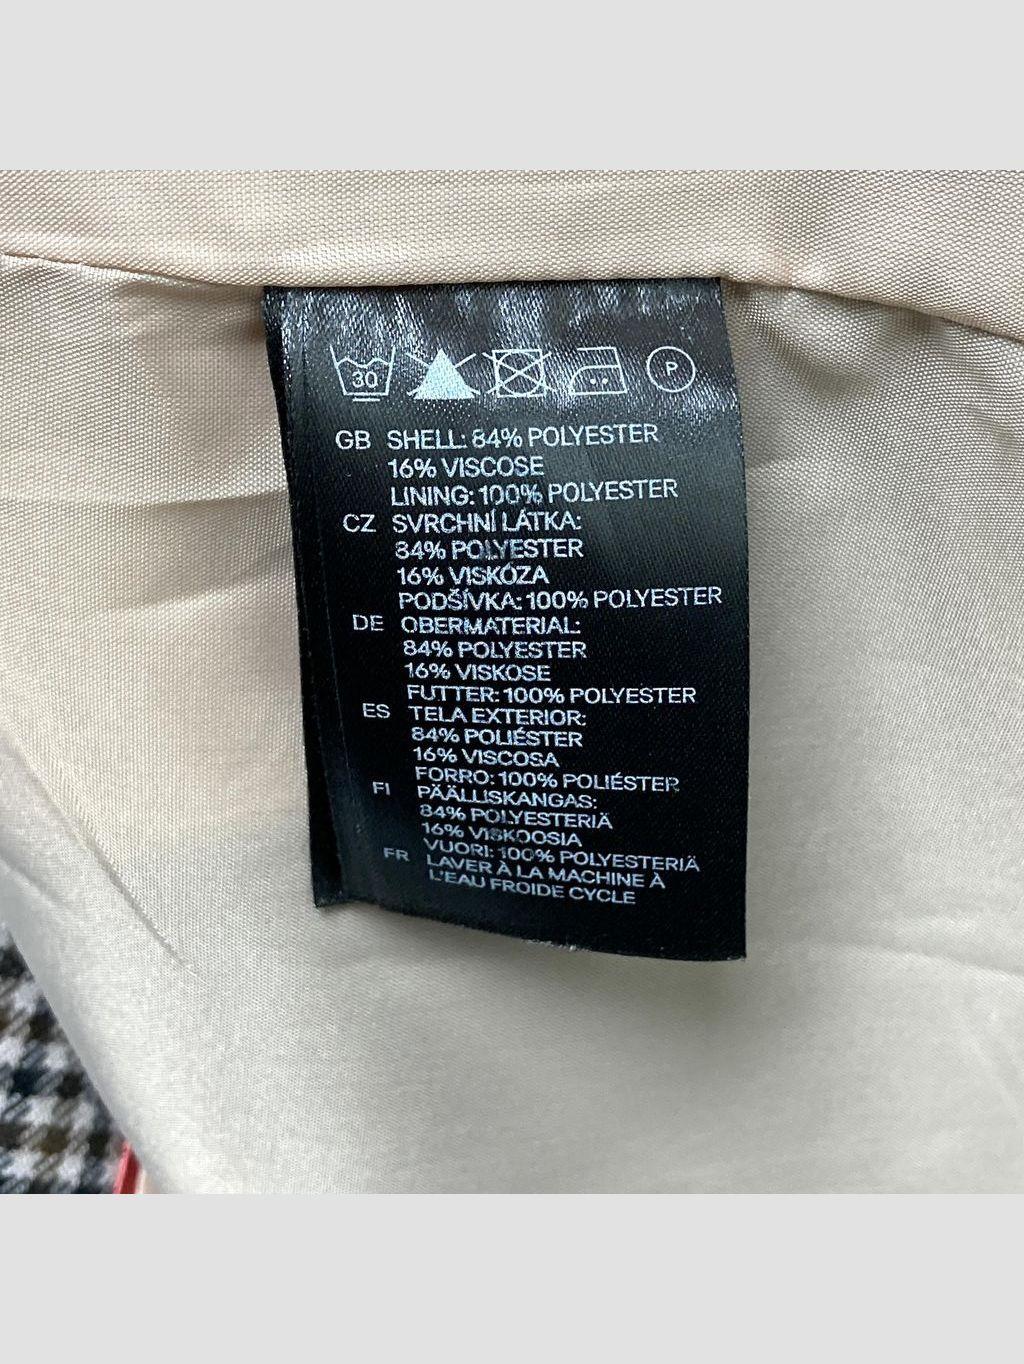 30 P
GB SHELL: 84% POLYESTER
16% VISCOSE
LINING: 100% POLYESTER
CZ SVRCHNÍ LÁTKA:
84% POLYESTER
16% VISKÓZA
PODŠÍVKA: 100% POLYESTER
DE OBERMATERIAL:
84% POLYESTER
16% VISKOSE
FUTTER: 100% POLYESTER
ES TELA EXTERIOR:
84% POLIÉSTER
16% VISCOSA
FORRO: 100% POLIÉSTER
FI PÄÄLLISKANGAS:
84% POLYESTERIÄ
16% VISKOOSIA
VUORI: 100% POLYESTERIÄ
FR LAVER À LA MACHINE À
L'EAU FROIDE CYCLE